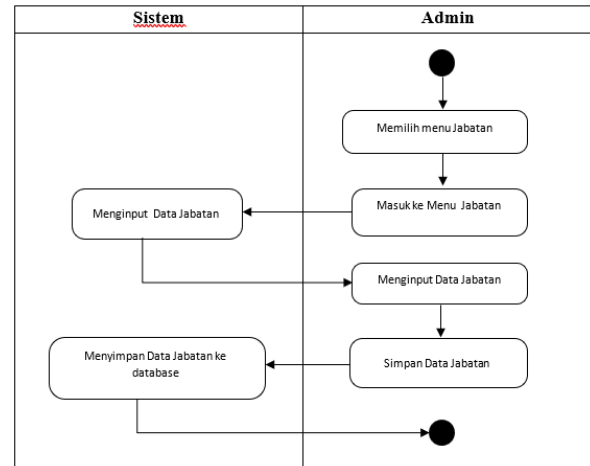 Sistem
Admin
Memilih menu Jabatan
Masuk ke Menu Jabatan
Menginput Data Jabatan
Menginput Data Jabatan
Simpan Data Jabatan
Menyimpan Data Jabatan ke
database